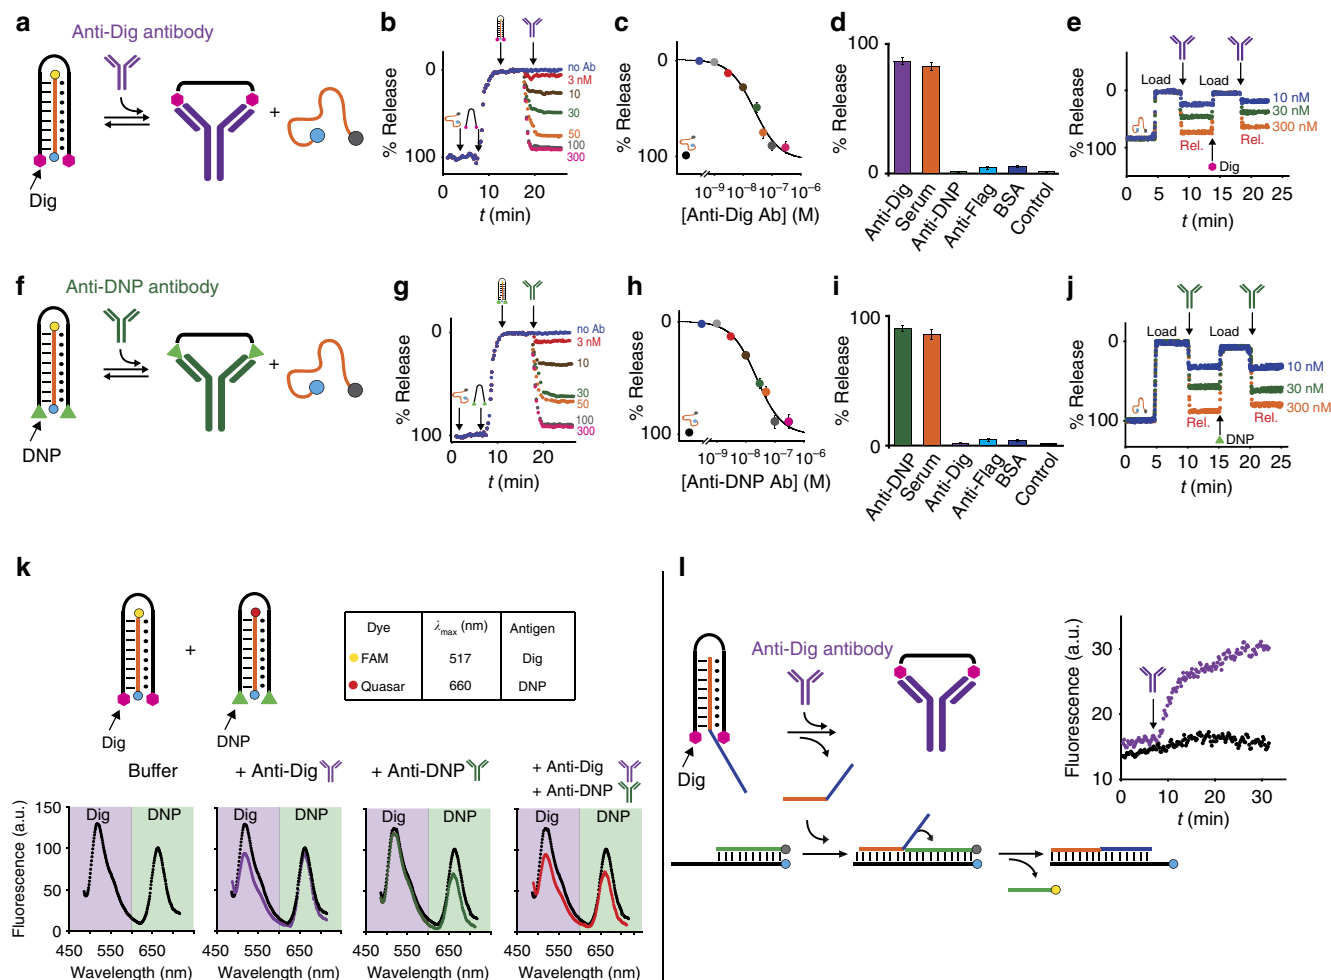 a
Anti-Dig antibody
+
Dig
b
% Release
0
100
no Ab
3 nM
10
30
50
100
300
0 10 20
t (min)
c
% Release
0
100
10⁻⁹ 10⁻⁸ 10⁻⁷ 10⁻⁶
[Anti-Dig Ab] (M)
d
% Release
100
0
Anti-Dig
Serum
Anti-DNP
Anti-Flag
BSA
Control
e
% Release
0
100
Load
Load
10 nM
30 nM
300 nM
Rel.
Rel.
Dig
0 5 10 15 20 25
t (min)
f
Anti-DNP antibody
+
DNP
g
% Release
0
100
no Ab
3 nM
10
30
50
100
300
0 10 20
t (min)
h
% Release
0
100
10⁻⁹ 10⁻⁸ 10⁻⁷ 10⁻⁶
[Anti-DNP Ab] (M)
i
% Release
100
0
Anti-DNP
Serum
Anti-Dig
Anti-Flag
BSA
Control
j
% Release
0
100
Load
Load
10 nM
30 nM
300 nM
Rel.
Rel.
DNP
0 5 10 15 20 25
t (min)
k
+
Dig
DNP
Dye λmax (nm) Antigen
FAM 517 Dig
Quasar 660 DNP
Buffer
+ Anti-Dig
+ Anti-DNP
+ Anti-Dig
+ Anti-DNP
Fluorescence (a.u.)
150
100
50
0
Dig DNP
Dig DNP
Dig DNP
Dig DNP
450 550 650
450 550 650
450 550 650
450 550 650
Wavelength (nm)
Wavelength (nm)
Wavelength (nm)
Wavelength (nm)
l
Anti-Dig antibody
Dig
Fluorescence (a.u.)
30
20
10
0 10 20 30
t (min)